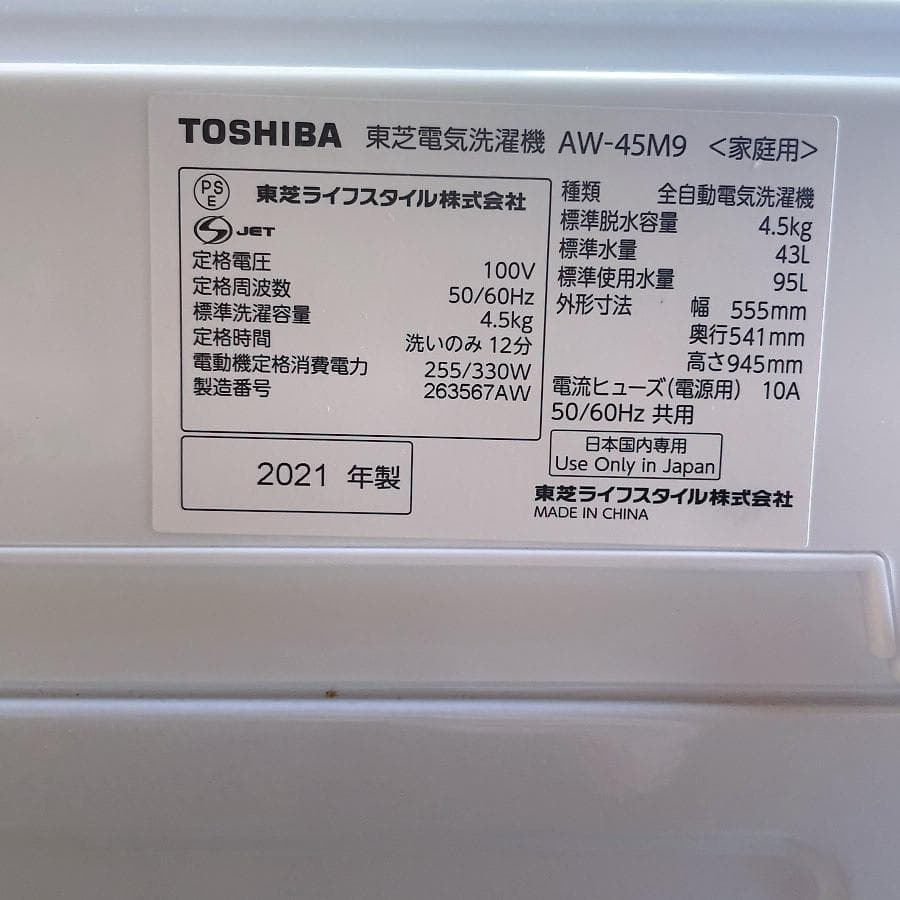 TOSHIBA 東芝電気洗濯機 AW-45M9 <家庭用>
PS
E
東芝ライフスタイル株式会社
S JET
定格電圧 100V
定格周波数 50/60Hz
標準洗濯容量 4.5kg
定格時間 洗いのみ 12分
電動機定格消費電力 255/330W
製造番号 263567AW
2021 年製
種類 全自動電気洗濯機
標準脱水容量 4.5kg
標準水量 43L
標準使用水量 95L
外形寸法 幅 555mm
奥行541mm
高さ945mm
電流ヒューズ(電源用) 10A
50/60Hz 共用
日本国内専用
Use Only in Japan
東芝ライフスタイル株式会社
MADE IN CHINA